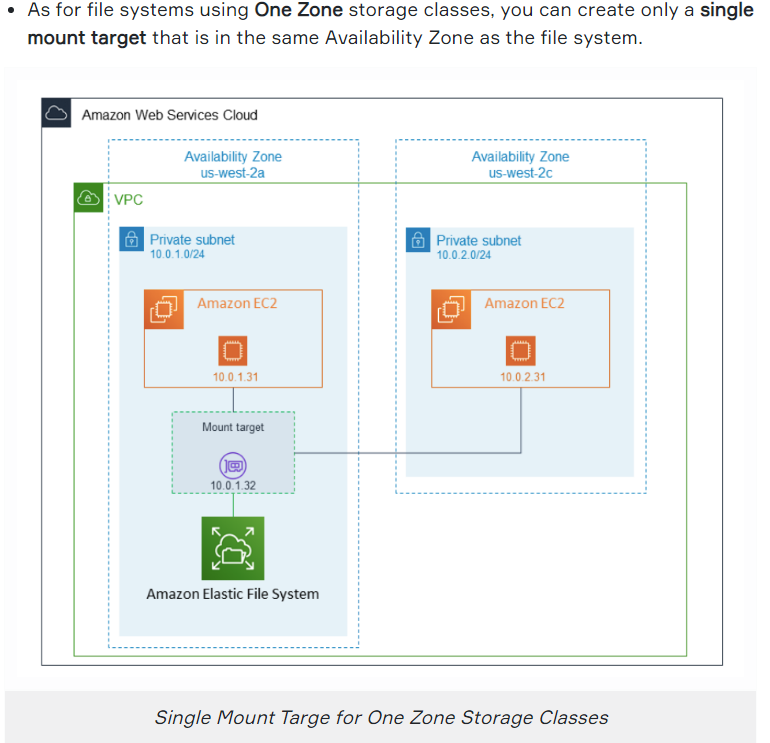 • As for file systems using One Zone storage classes, you can create only a single
mount target that is in the same Availability Zone as the file system.
Amazon Web Services Cloud
Availability Zone
us-west-2a
Availability Zone
us-west-2c
VPC
Private subnet
10.0.1.0/24
Private subnet
10.0.2.0/24
Amazon EC2
10.0.1.31
Amazon EC2
10.0.2.31
Mount target
10.0.1.32
Amazon Elastic File System
Single Mount Targe for One Zone Storage Classes